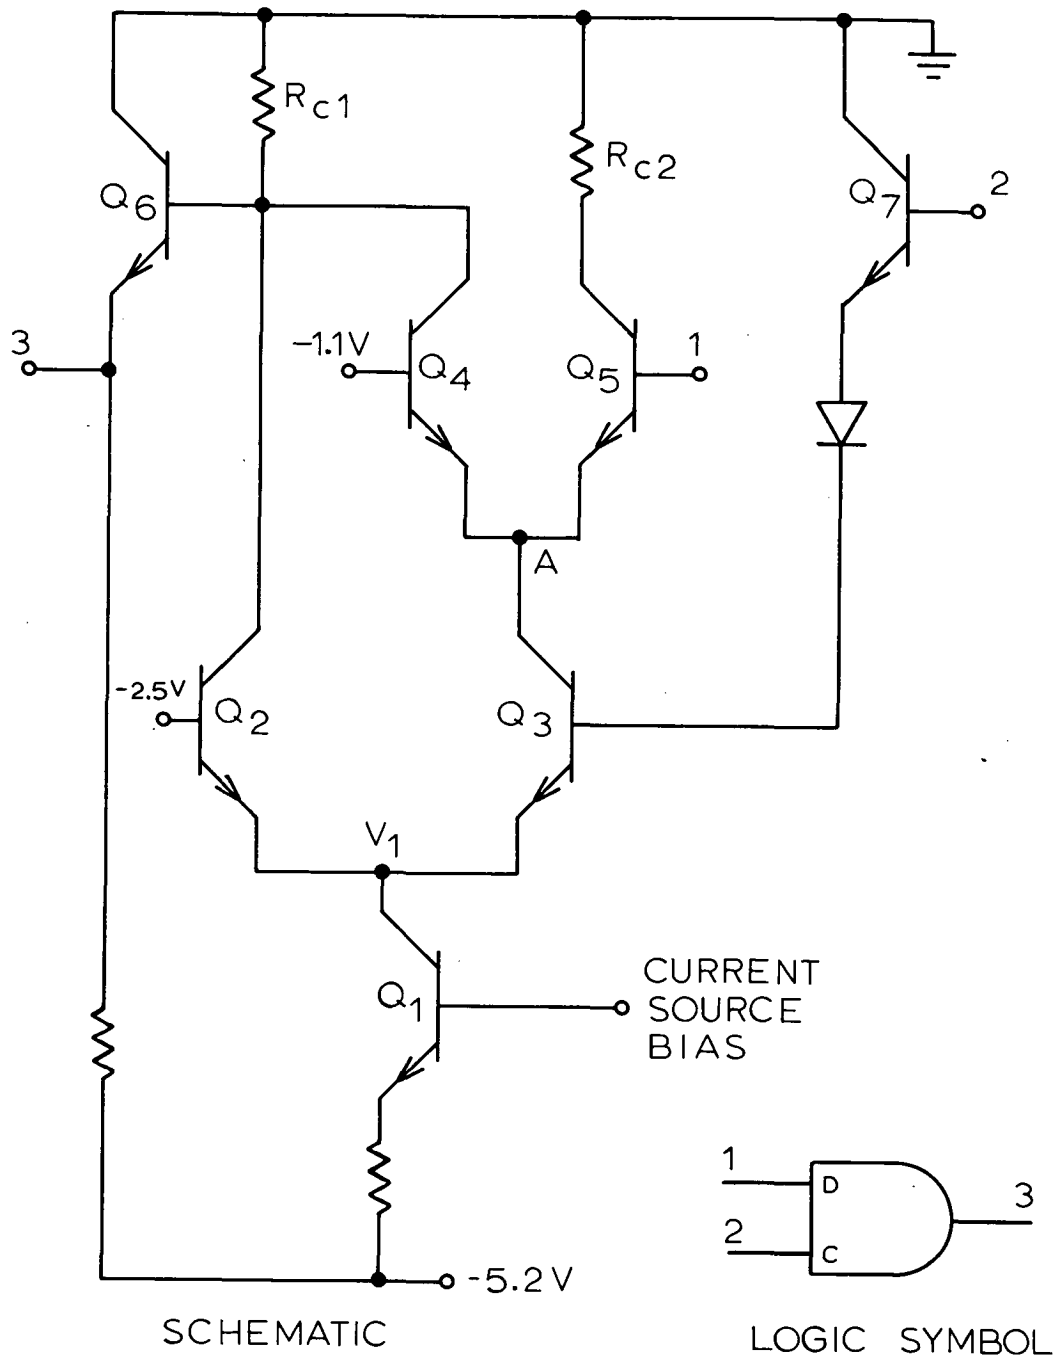 Rc1
Rc2
Q6
Q7
2
3
-1.1V
Q4
Q5
1
A
-2.5V
Q2
Q3
V1
Q1
CURRENT
SOURCE
BIAS
-5.2V
1
D
2
C
3
SCHEMATIC
LOGIC SYMBOL